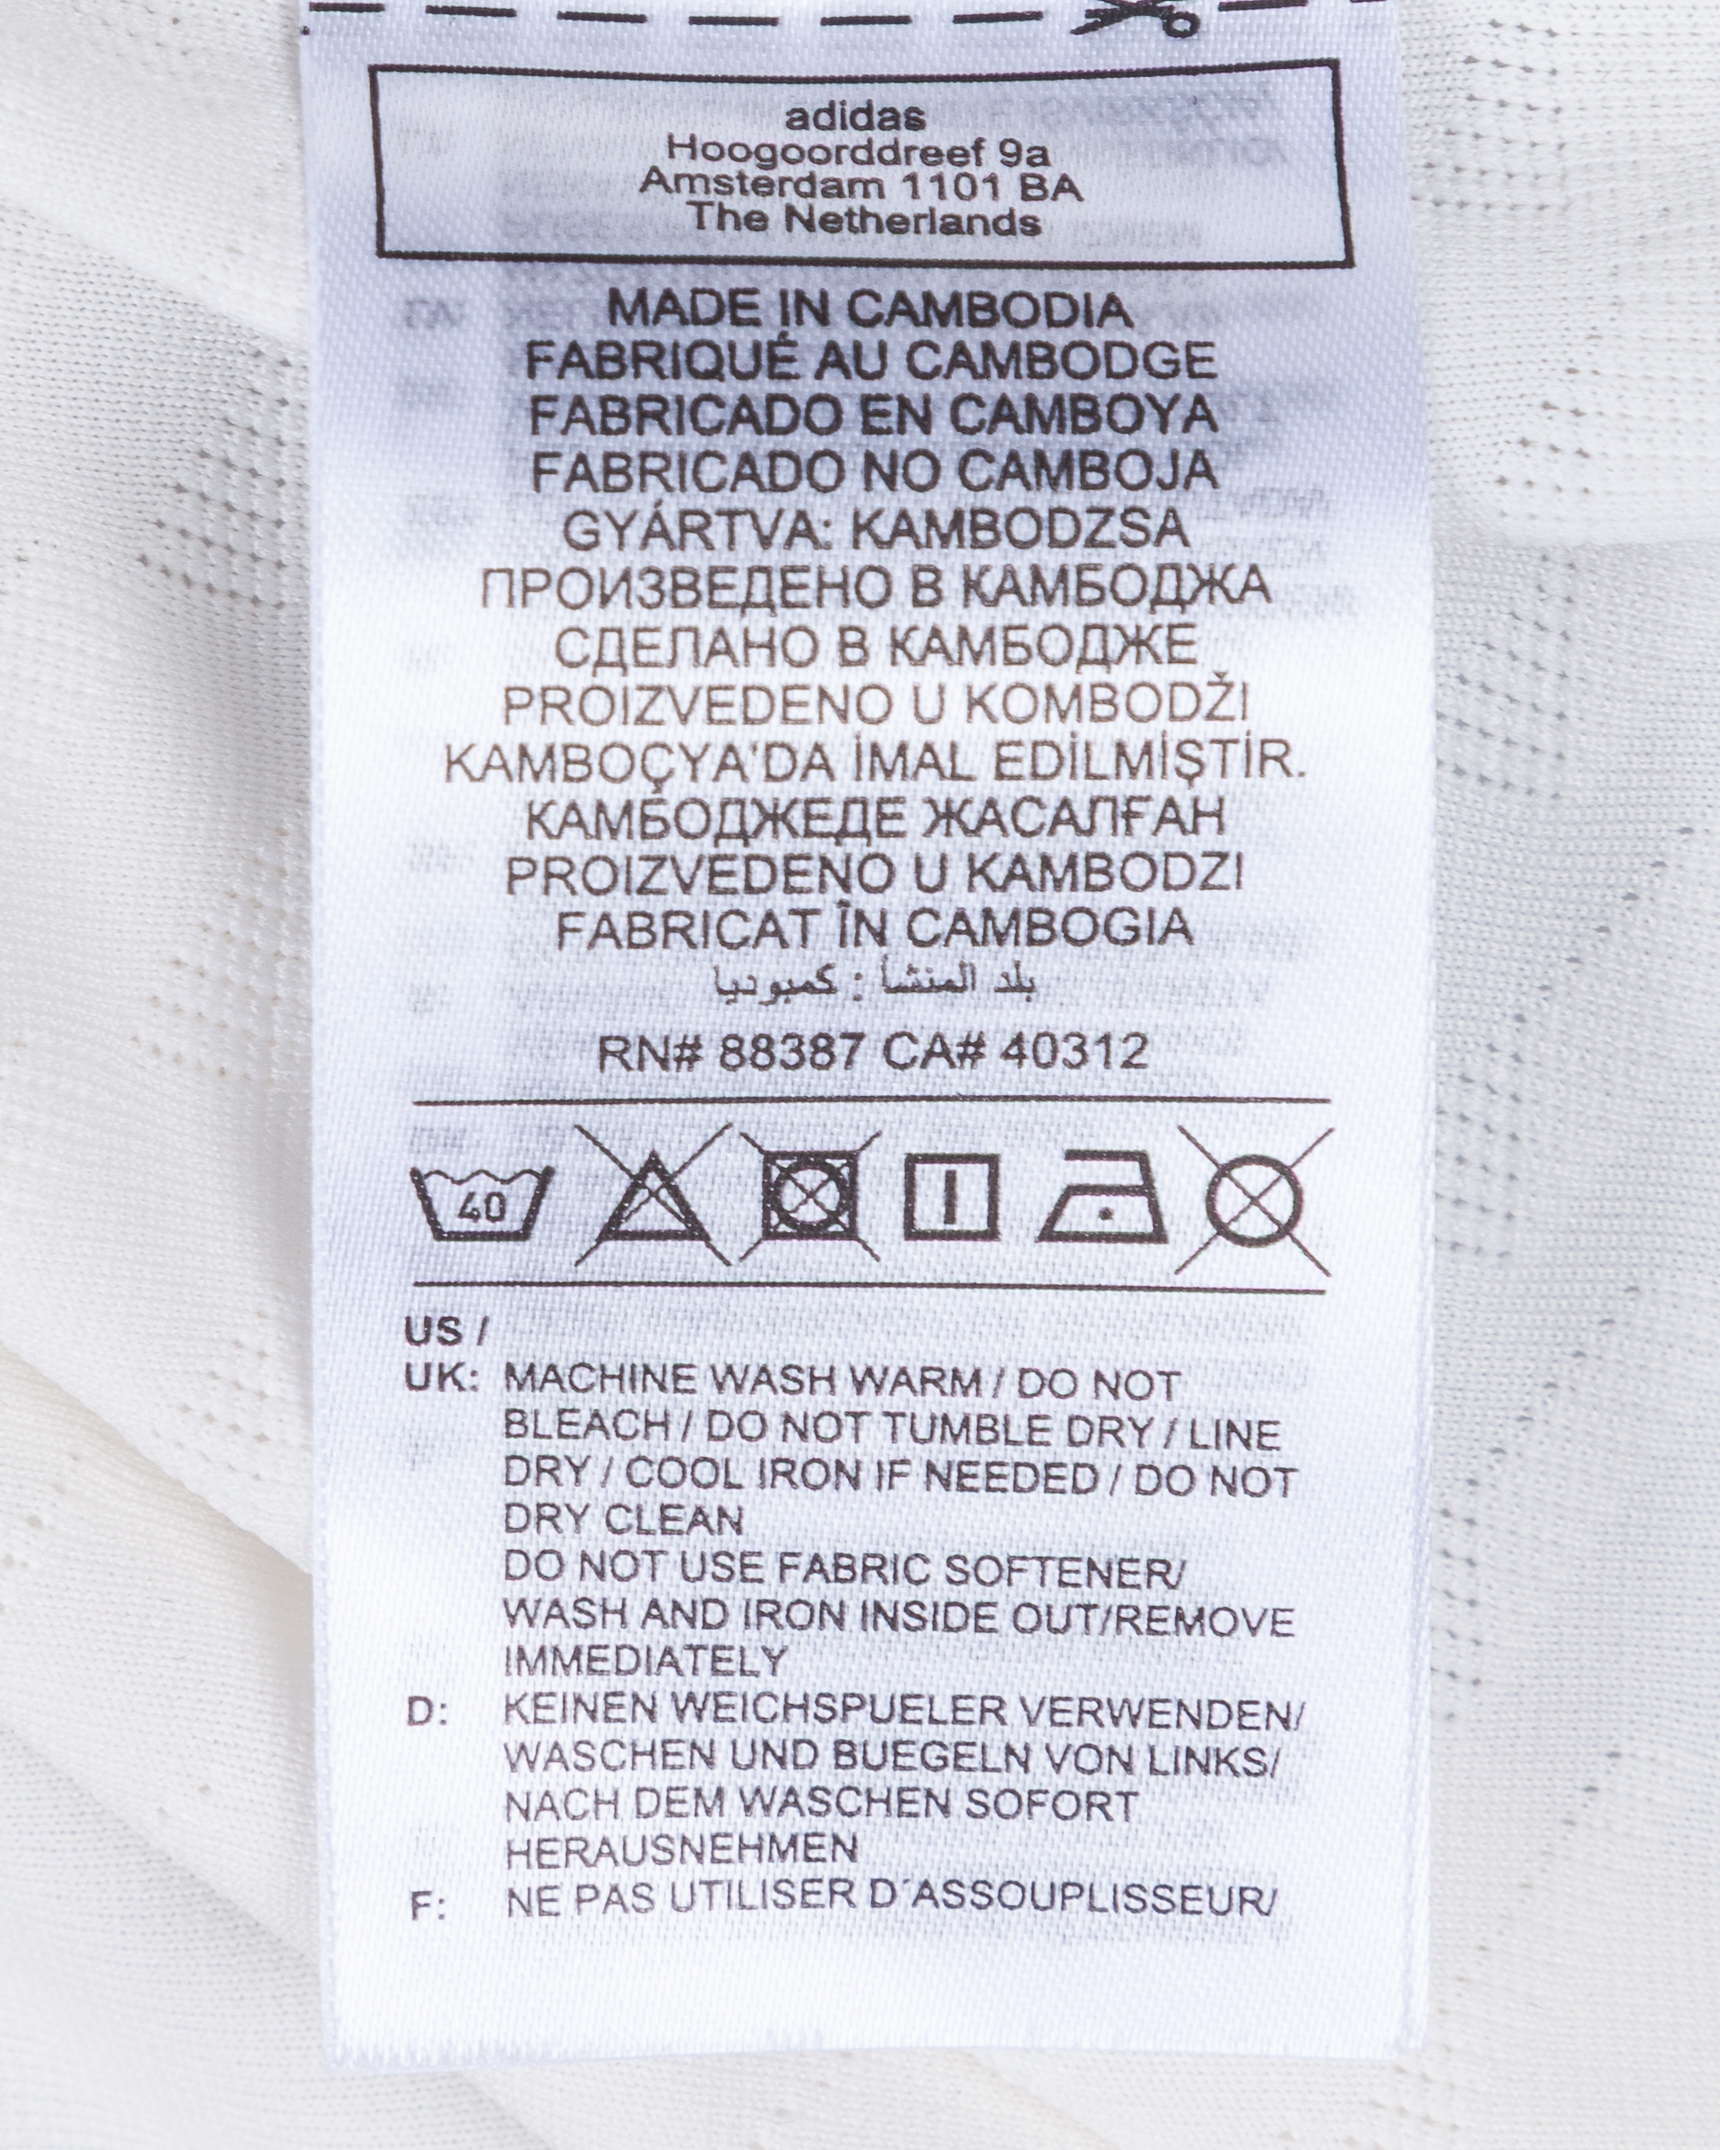 adidas
Hoogoorddreef 9a
Amsterdam 1101 BA
The Netherlands
MADE IN CAMBODIA
FABRIQUÉ AU CAMBODGE
FABRICADO EN CAMBOYA
FABRICADO NO CAMBOJA
GYÁRTVA: KAMBODZSA
ПРОИЗВЕДЕНО В КАМБОДЖА
СДЕЛАНО В КАМБОДЖЕ
PROIZVEDENO U KOMBODŽI
KAMBOÇYA'DA İMAL EDİLMİŞTİR.
КАМБОДЖЕДЕ ЖАСАЛҒАН
PROIZVEDENO U KAMBODZI
FABRICAT ÎN CAMBOGIA
بلد المنشأ : كمبوديا
RN# 88387 CA# 40312
40
US /
UK: MACHINE WASH WARM / DO NOT
BLEACH / DO NOT TUMBLE DRY / LINE
DRY / COOL IRON IF NEEDED / DO NOT
DRY CLEAN
DO NOT USE FABRIC SOFTENER/
WASH AND IRON INSIDE OUT/REMOVE
IMMEDIATELY
D: KEINEN WEICHSPUELER VERWENDEN/
WASCHEN UND BUEGELN VON LINKS/
NACH DEM WASCHEN SOFORT
HERAUSNEHMEN
F: NE PAS UTILISER D´ASSOUPLISSEUR/